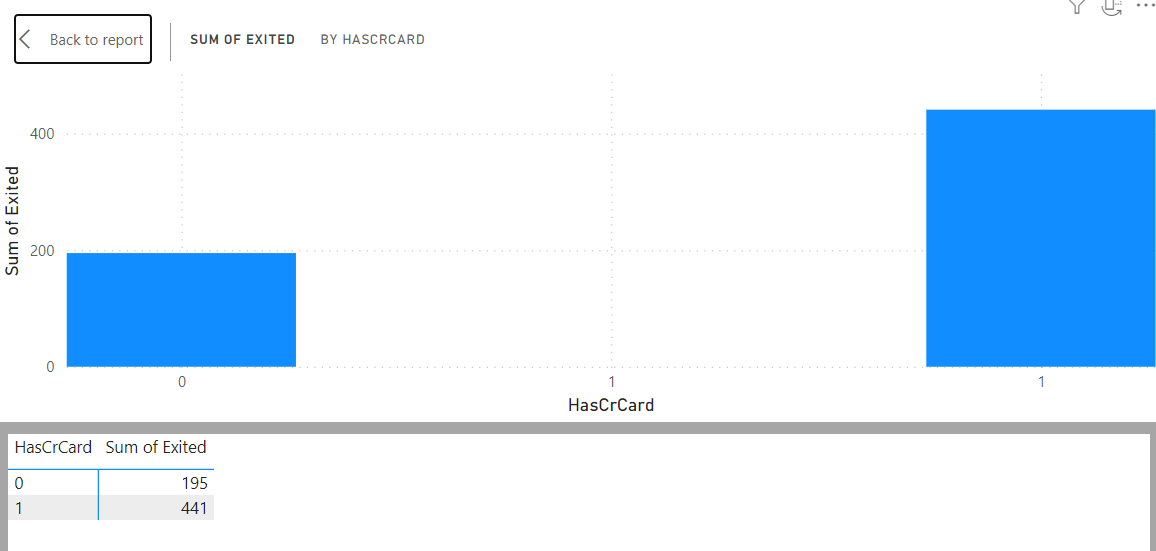 Back to report
SUM OF EXITED BY HASCRCARD
Sum of Exited
400
200
0
0 1 1
HasCrCard
HasCrCard Sum of Exited
0 195
1 441